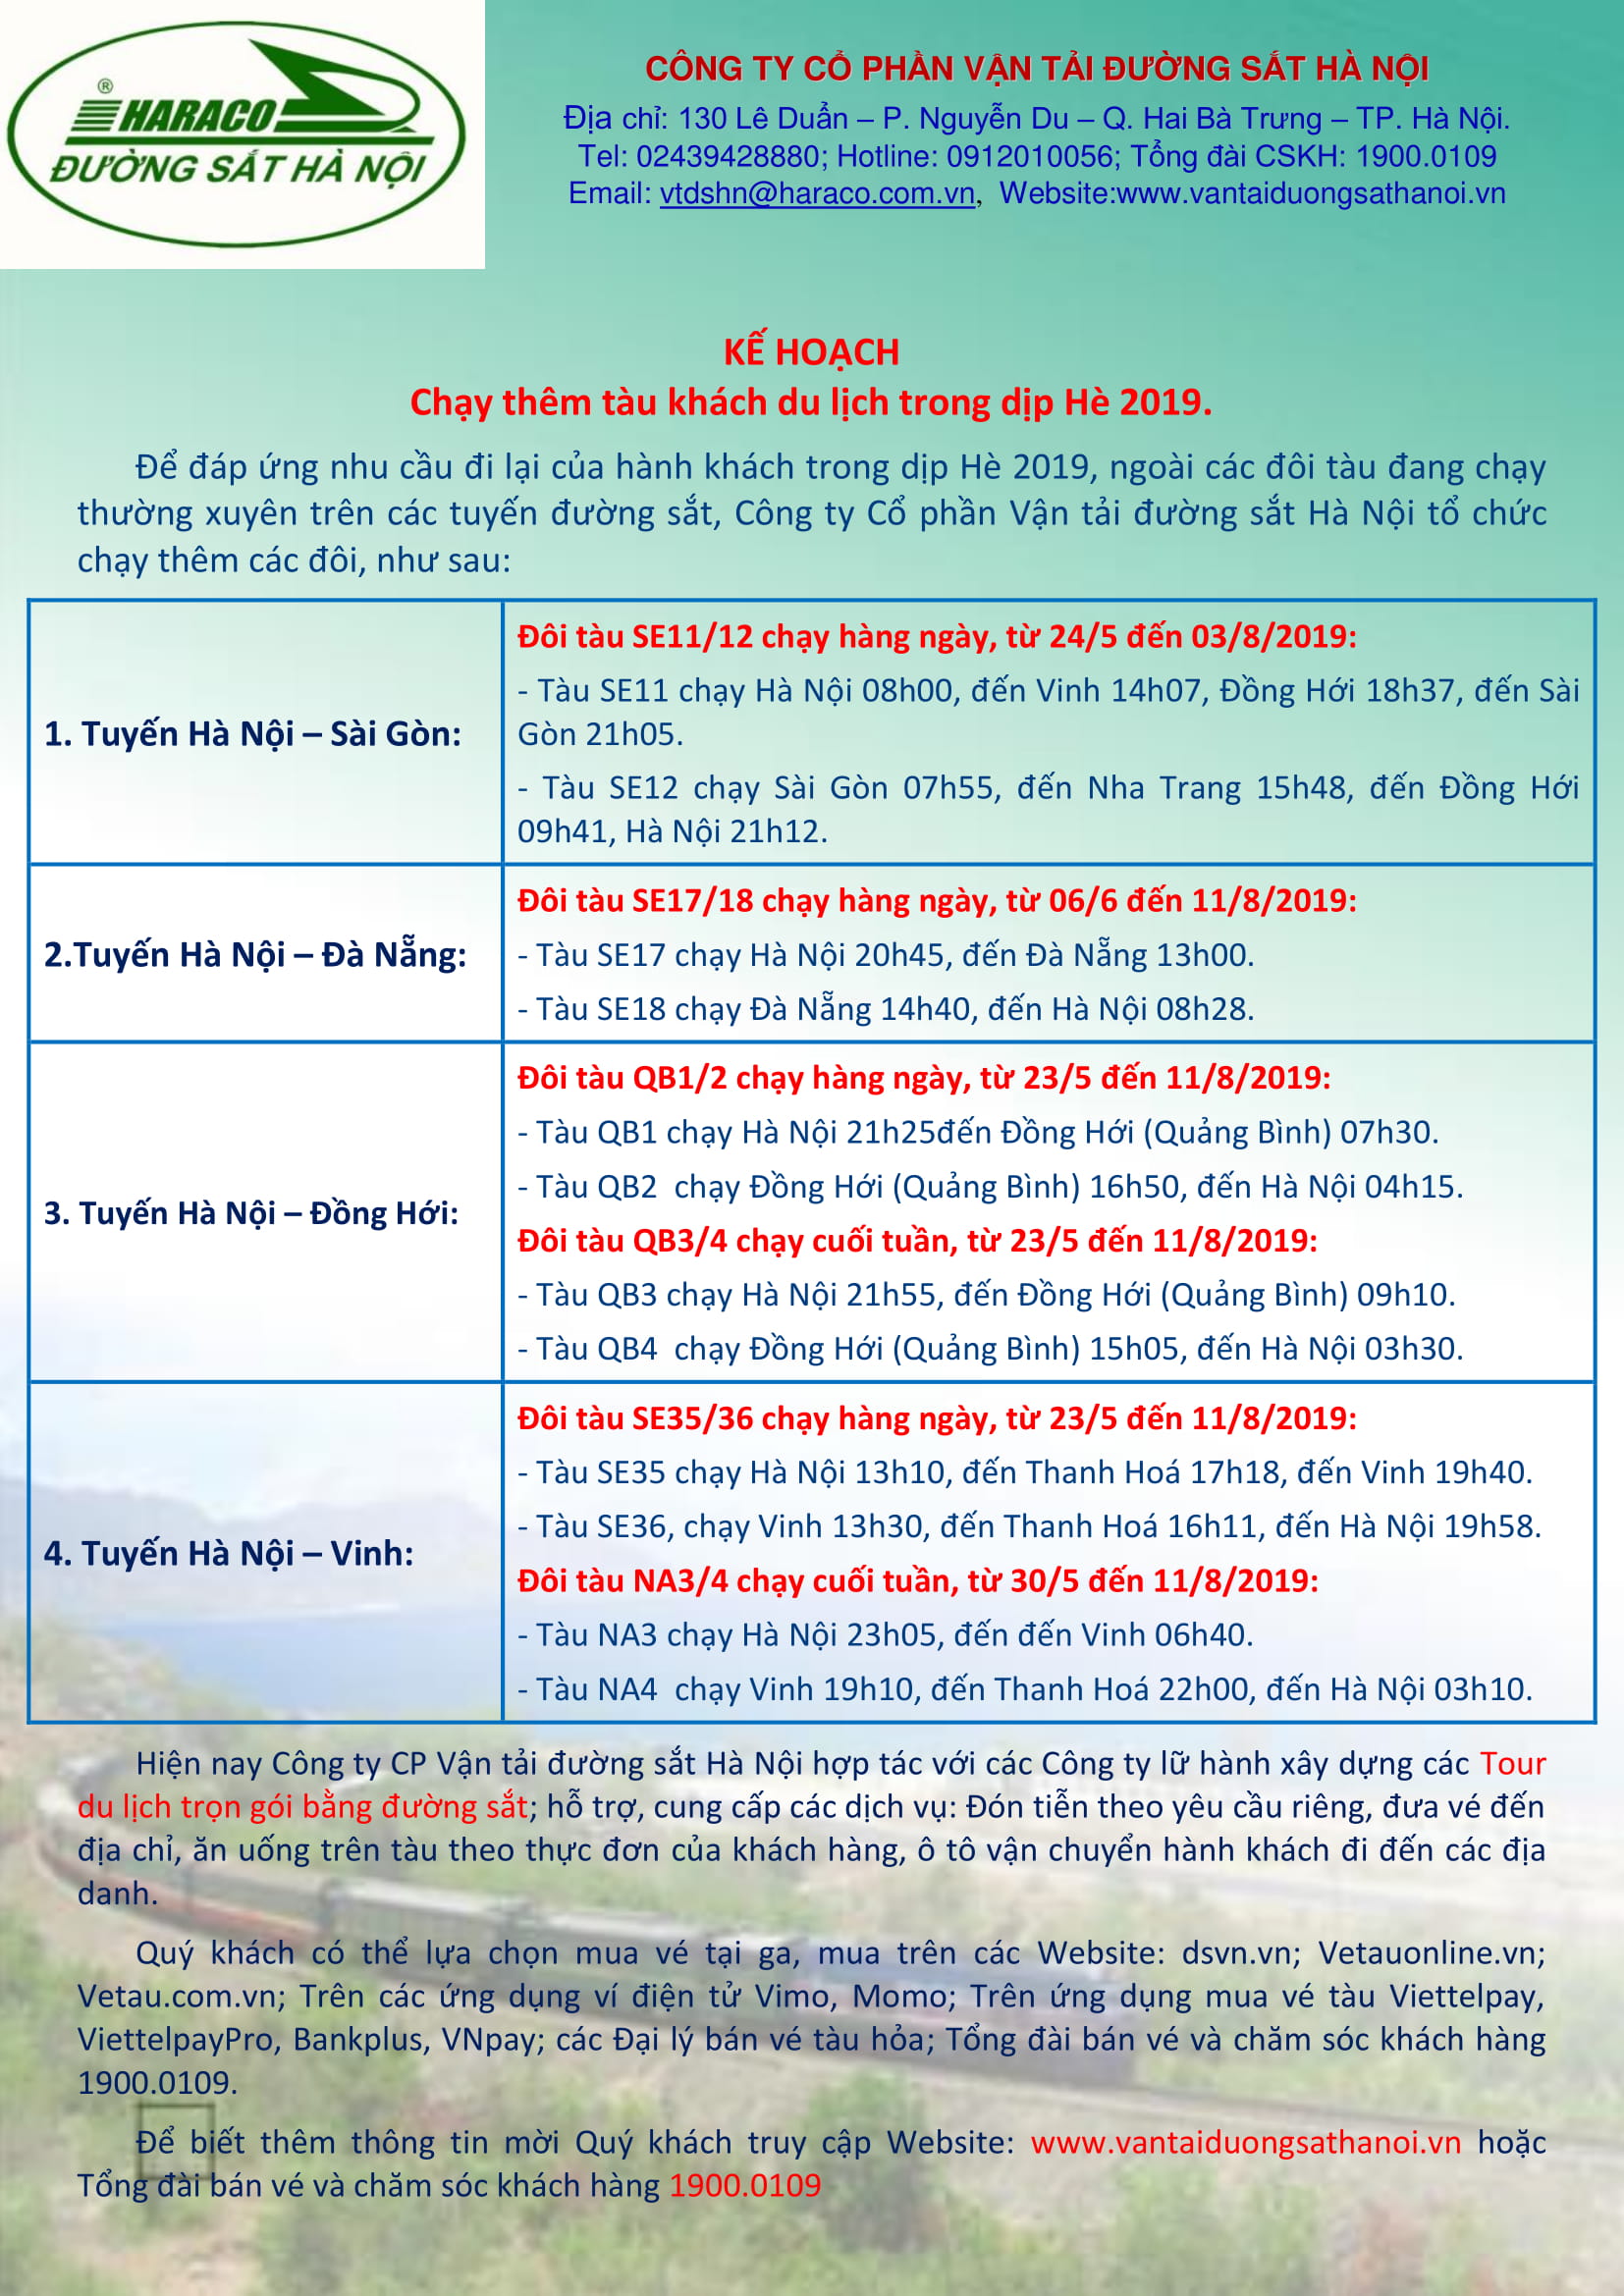 ®
HARACO
ĐƯỜNG SẮT HÀ NỘI
CÔNG TY CỔ PHẦN VẬN TẢI ĐƯỜNG SẮT HÀ NỘI
Địa chỉ: 130 Lê Duẩn – P. Nguyễn Du – Q. Hai Bà Trưng – TP. Hà Nội.
Tel: 02439428880; Hotline: 0912010056; Tổng đài CSKH: 1900.0109
Email: vtdshn@haraco.com.vn, Website:www.vantaiduongsathanoi.vn
KẾ HOẠCH
Chạy thêm tàu khách du lịch trong dịp Hè 2019.
Để đáp ứng nhu cầu đi lại của hành khách trong dịp Hè 2019, ngoài các đôi tàu đang chạy
thường xuyên trên các tuyến đường sắt, Công ty Cổ phần Vận tải đường sắt Hà Nội tổ chức
chạy thêm các đôi, như sau:
1. Tuyến Hà Nội – Sài Gòn:
Đôi tàu SE11/12 chạy hàng ngày, từ 24/5 đến 03/8/2019:
- Tàu SE11 chạy Hà Nội 08h00, đến Vinh 14h07, Đồng Hới 18h37, đến Sài
Gòn 21h05.
- Tàu SE12 chạy Sài Gòn 07h55, đến Nha Trang 15h48, đến Đồng Hới
09h41, Hà Nội 21h12.
2.Tuyến Hà Nội – Đà Nẵng:
Đôi tàu SE17/18 chạy hàng ngày, từ 06/6 đến 11/8/2019:
- Tàu SE17 chạy Hà Nội 20h45, đến Đà Nẵng 13h00.
- Tàu SE18 chạy Đà Nẵng 14h40, đến Hà Nội 08h28.
3. Tuyến Hà Nội – Đồng Hới:
Đôi tàu QB1/2 chạy hàng ngày, từ 23/5 đến 11/8/2019:
- Tàu QB1 chạy Hà Nội 21h25đến Đồng Hới (Quảng Bình) 07h30.
- Tàu QB2 chạy Đồng Hới (Quảng Bình) 16h50, đến Hà Nội 04h15.
Đôi tàu QB3/4 chạy cuối tuần, từ 23/5 đến 11/8/2019:
- Tàu QB3 chạy Hà Nội 21h55, đến Đồng Hới (Quảng Bình) 09h10.
- Tàu QB4 chạy Đồng Hới (Quảng Bình) 15h05, đến Hà Nội 03h30.
4. Tuyến Hà Nội – Vinh:
Đôi tàu SE35/36 chạy hàng ngày, từ 23/5 đến 11/8/2019:
- Tàu SE35 chạy Hà Nội 13h10, đến Thanh Hoá 17h18, đến Vinh 19h40.
- Tàu SE36, chạy Vinh 13h30, đến Thanh Hoá 16h11, đến Hà Nội 19h58.
Đôi tàu NA3/4 chạy cuối tuần, từ 30/5 đến 11/8/2019:
- Tàu NA3 chạy Hà Nội 23h05, đến đến Vinh 06h40.
- Tàu NA4 chạy Vinh 19h10, đến Thanh Hoá 22h00, đến Hà Nội 03h10.
Hiện nay Công ty CP Vận tải đường sắt Hà Nội hợp tác với các Công ty lữ hành xây dựng các Tour
du lịch trọn gói bằng đường sắt; hỗ trợ, cung cấp các dịch vụ: Đón tiễn theo yêu cầu riêng, đưa vé đến
địa chỉ, ăn uống trên tàu theo thực đơn của khách hàng, ô tô vận chuyển hành khách đi đến các địa
danh.
Quý khách có thể lựa chọn mua vé tại ga, mua trên các Website: dsvn.vn; Vetauonline.vn;
Vetau.com.vn; Trên các ứng dụng ví điện tử Vimo, Momo; Trên ứng dụng mua vé tàu Viettelpay,
ViettelpayPro, Bankplus, VNpay; các Đại lý bán vé tàu hỏa; Tổng đài bán vé và chăm sóc khách hàng
1900.0109.
Để biết thêm thông tin mời Quý khách truy cập Website: www.vantaiduongsathanoi.vn hoặc
Tổng đài bán vé và chăm sóc khách hàng 1900.0109